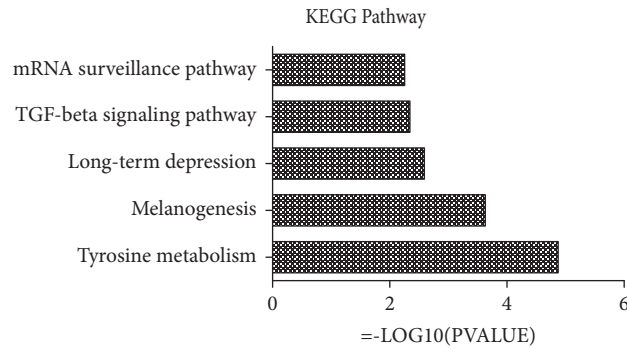 KEGG Pathway
mRNA surveillance pathway
TGF-beta signaling pathway
Long-term depression
Melanogenesis
Tyrosine metabolism
0 2 4 6
=-LOG10(PVALUE)